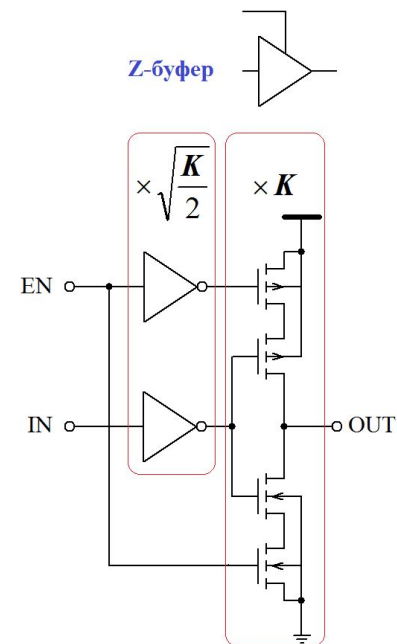 Z-буфер
× √K/2
× K
EN
IN
OUT